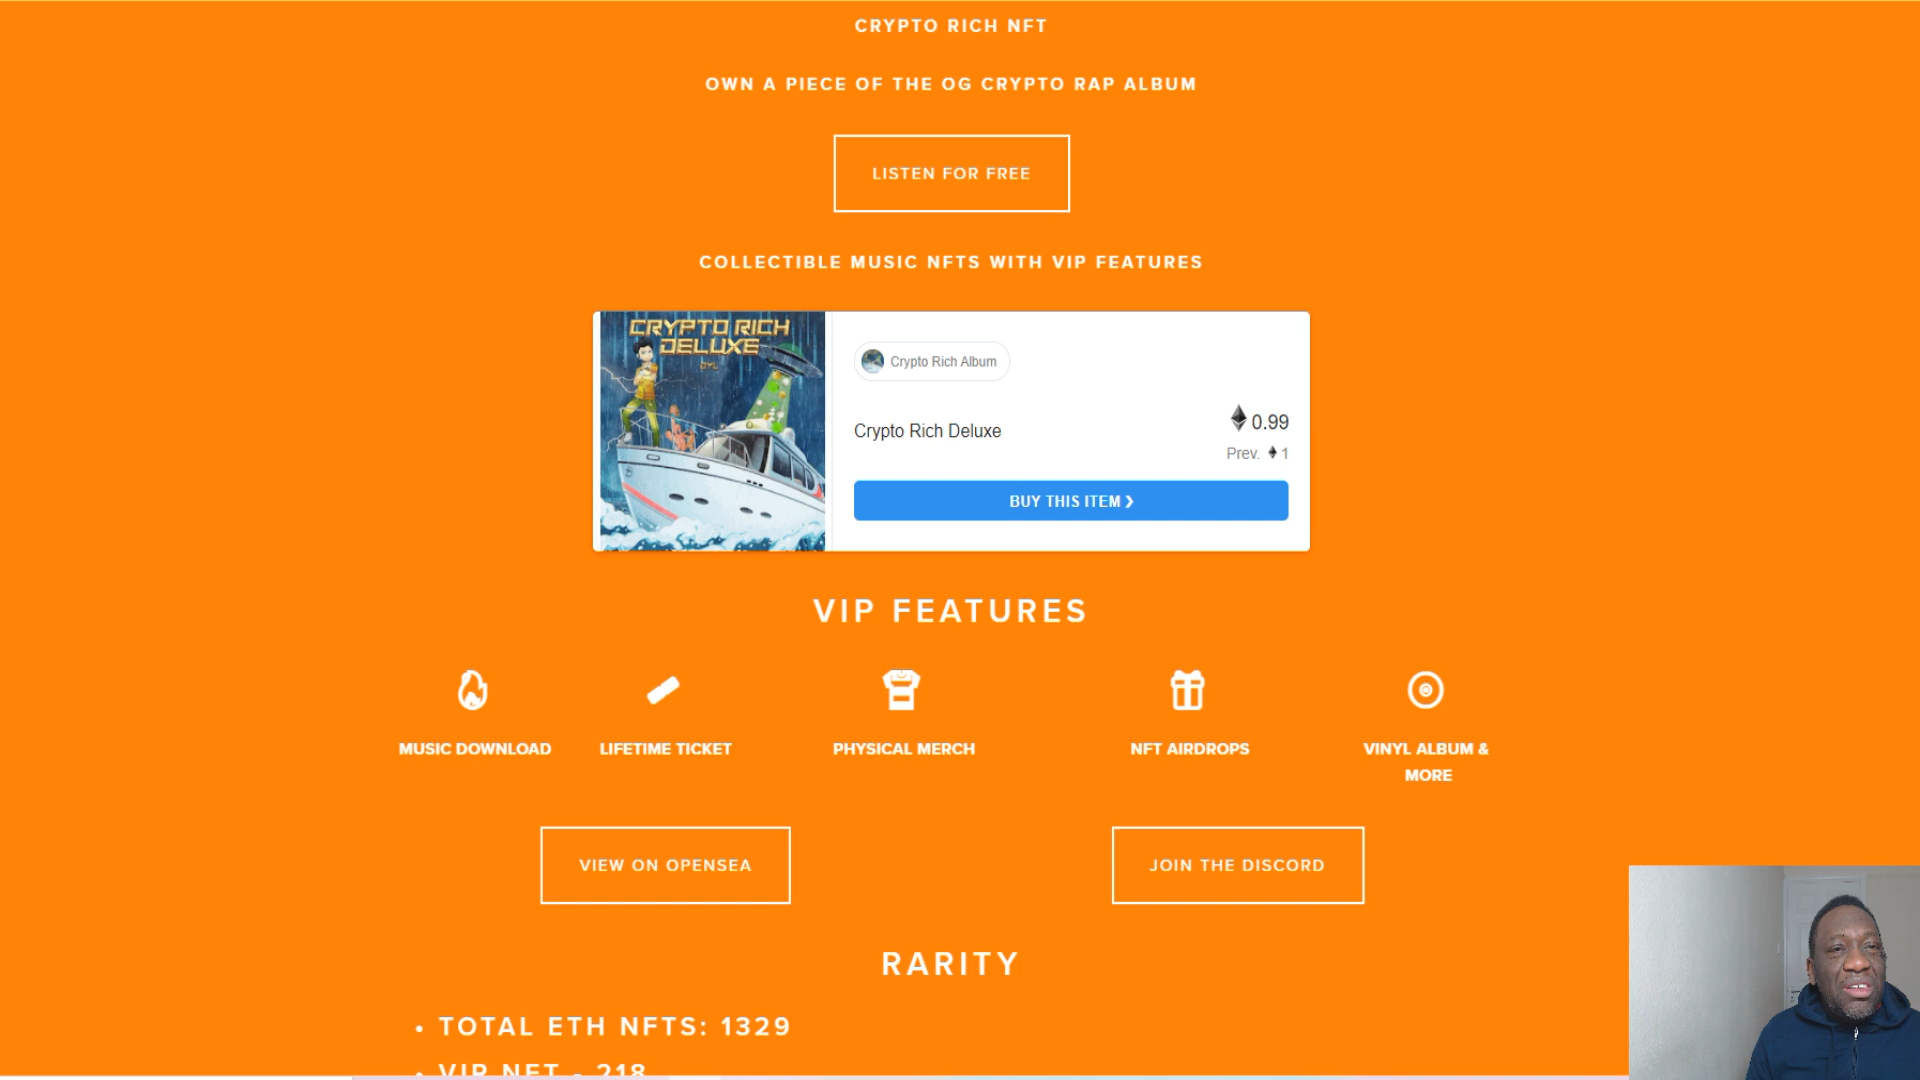 CRYPTO RICH NFT
OWN A PIECE OF THE OG CRYPTO RAP ALBUM
LISTEN FOR FREE
COLLECTIBLE MUSIC NFTS WITH VIP FEATURES
CRYPTO RICH
DELUXE
DYL
Crypto Rich Album
Crypto Rich Deluxe
0.99
Prev. 1
BUY THIS ITEM ❯
VIP FEATURES
MUSIC DOWNLOAD
LIFETIME TICKET
PHYSICAL MERCH
NFT AIRDROPS
VINYL ALBUM &
MORE
VIEW ON OPENSEA
JOIN THE DISCORD
RARITY
• TOTAL ETH NFTS: 1329
• VIP NFT - 218